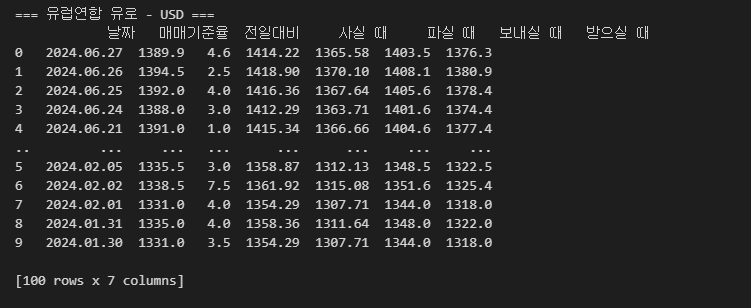 === 유럽연합 유로 - USD ===
날짜 매매기준율 전일대비 사실 때 파실 때 보내실 때 받으실 때
0 2024.06.27 1389.9 4.6 1414.22 1365.58 1403.5 1376.3
1 2024.06.26 1394.5 2.5 1418.90 1370.10 1408.1 1380.9
2 2024.06.25 1392.0 4.0 1416.36 1367.64 1405.6 1378.4
3 2024.06.24 1388.0 3.0 1412.29 1363.71 1401.6 1374.4
4 2024.06.21 1391.0 1.0 1415.34 1366.66 1404.6 1377.4
.. ... ... ... ... ... ... ...
5 2024.02.05 1335.5 3.0 1358.87 1312.13 1348.5 1322.5
6 2024.02.02 1338.5 7.5 1361.92 1315.08 1351.6 1325.4
7 2024.02.01 1331.0 4.0 1354.29 1307.71 1344.0 1318.0
8 2024.01.31 1335.0 4.0 1358.36 1311.64 1348.0 1322.0
9 2024.01.30 1331.0 3.5 1354.29 1307.71 1344.0 1318.0
[100 rows x 7 columns]